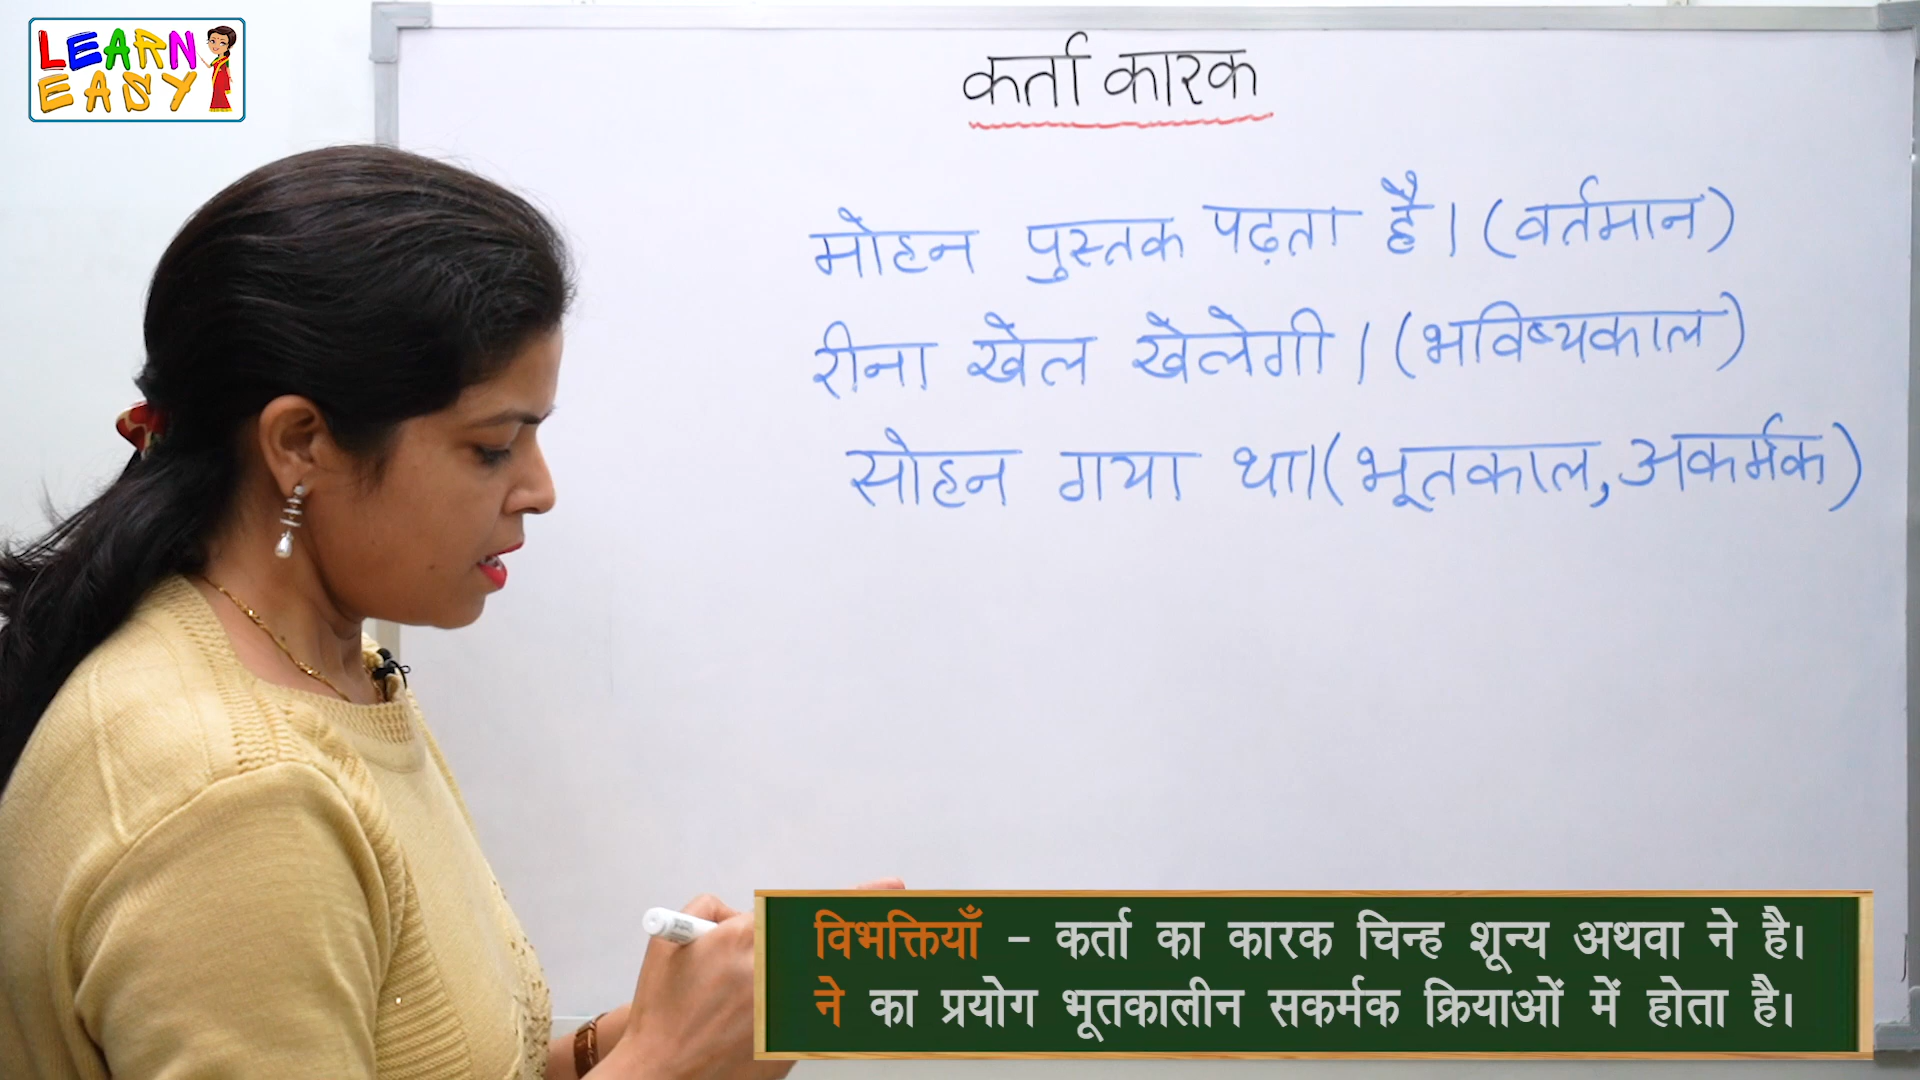 LEARN
EASY
कर्ता कारक
मोहन पुस्तक पढ़ता है। (वर्तमान)
रीना खेल खेलेगी। (भविष्यकाल)
सोहन गया था। (भूतकाल, अकर्मक)
विभक्तियाँ - कर्ता का कारक चिन्ह शून्य अथवा ने है।
ने का प्रयोग भूतकालीन सकर्मक क्रियाओं में होता है।